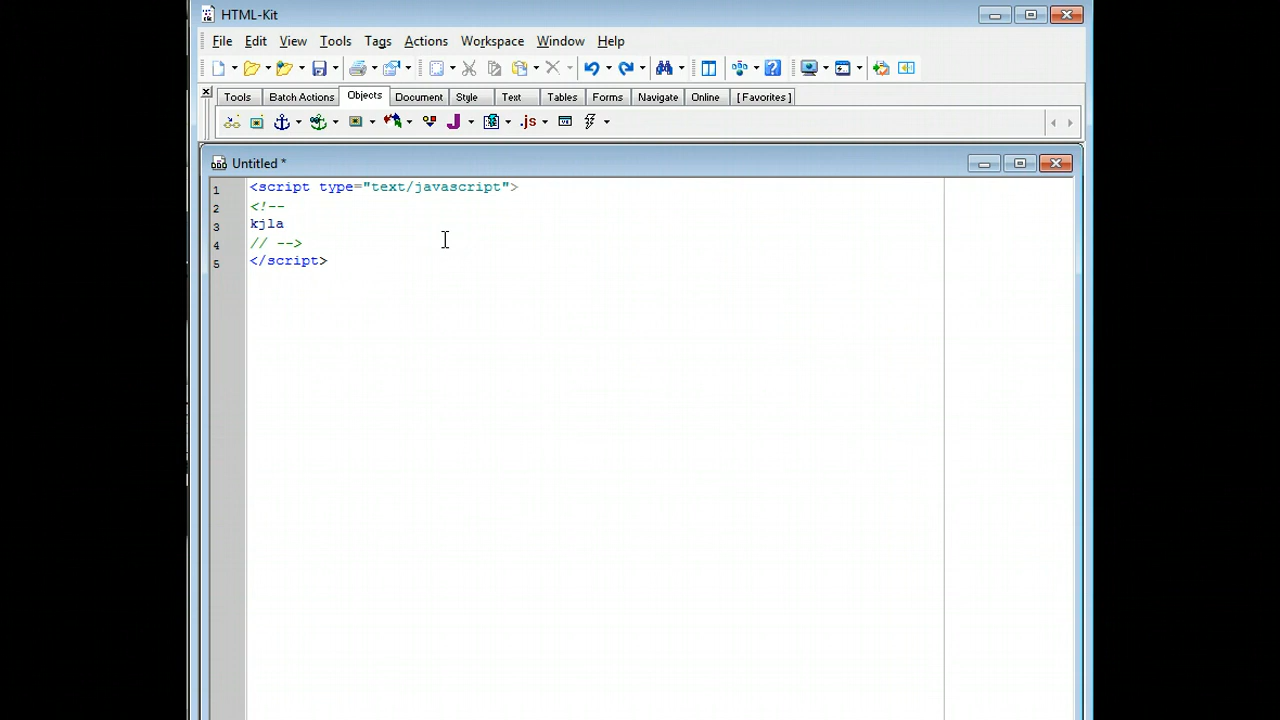 HTML-Kit
File Edit View Tools Tags Actions Workspace Window Help
Tools Batch Actions Objects Document Style Text Tables Forms Navigate Online [ Favorites ]
.js
Untitled *
1 <script type="text/javascript">
2 <!--
3 kjla
4 // -->
5 </script>